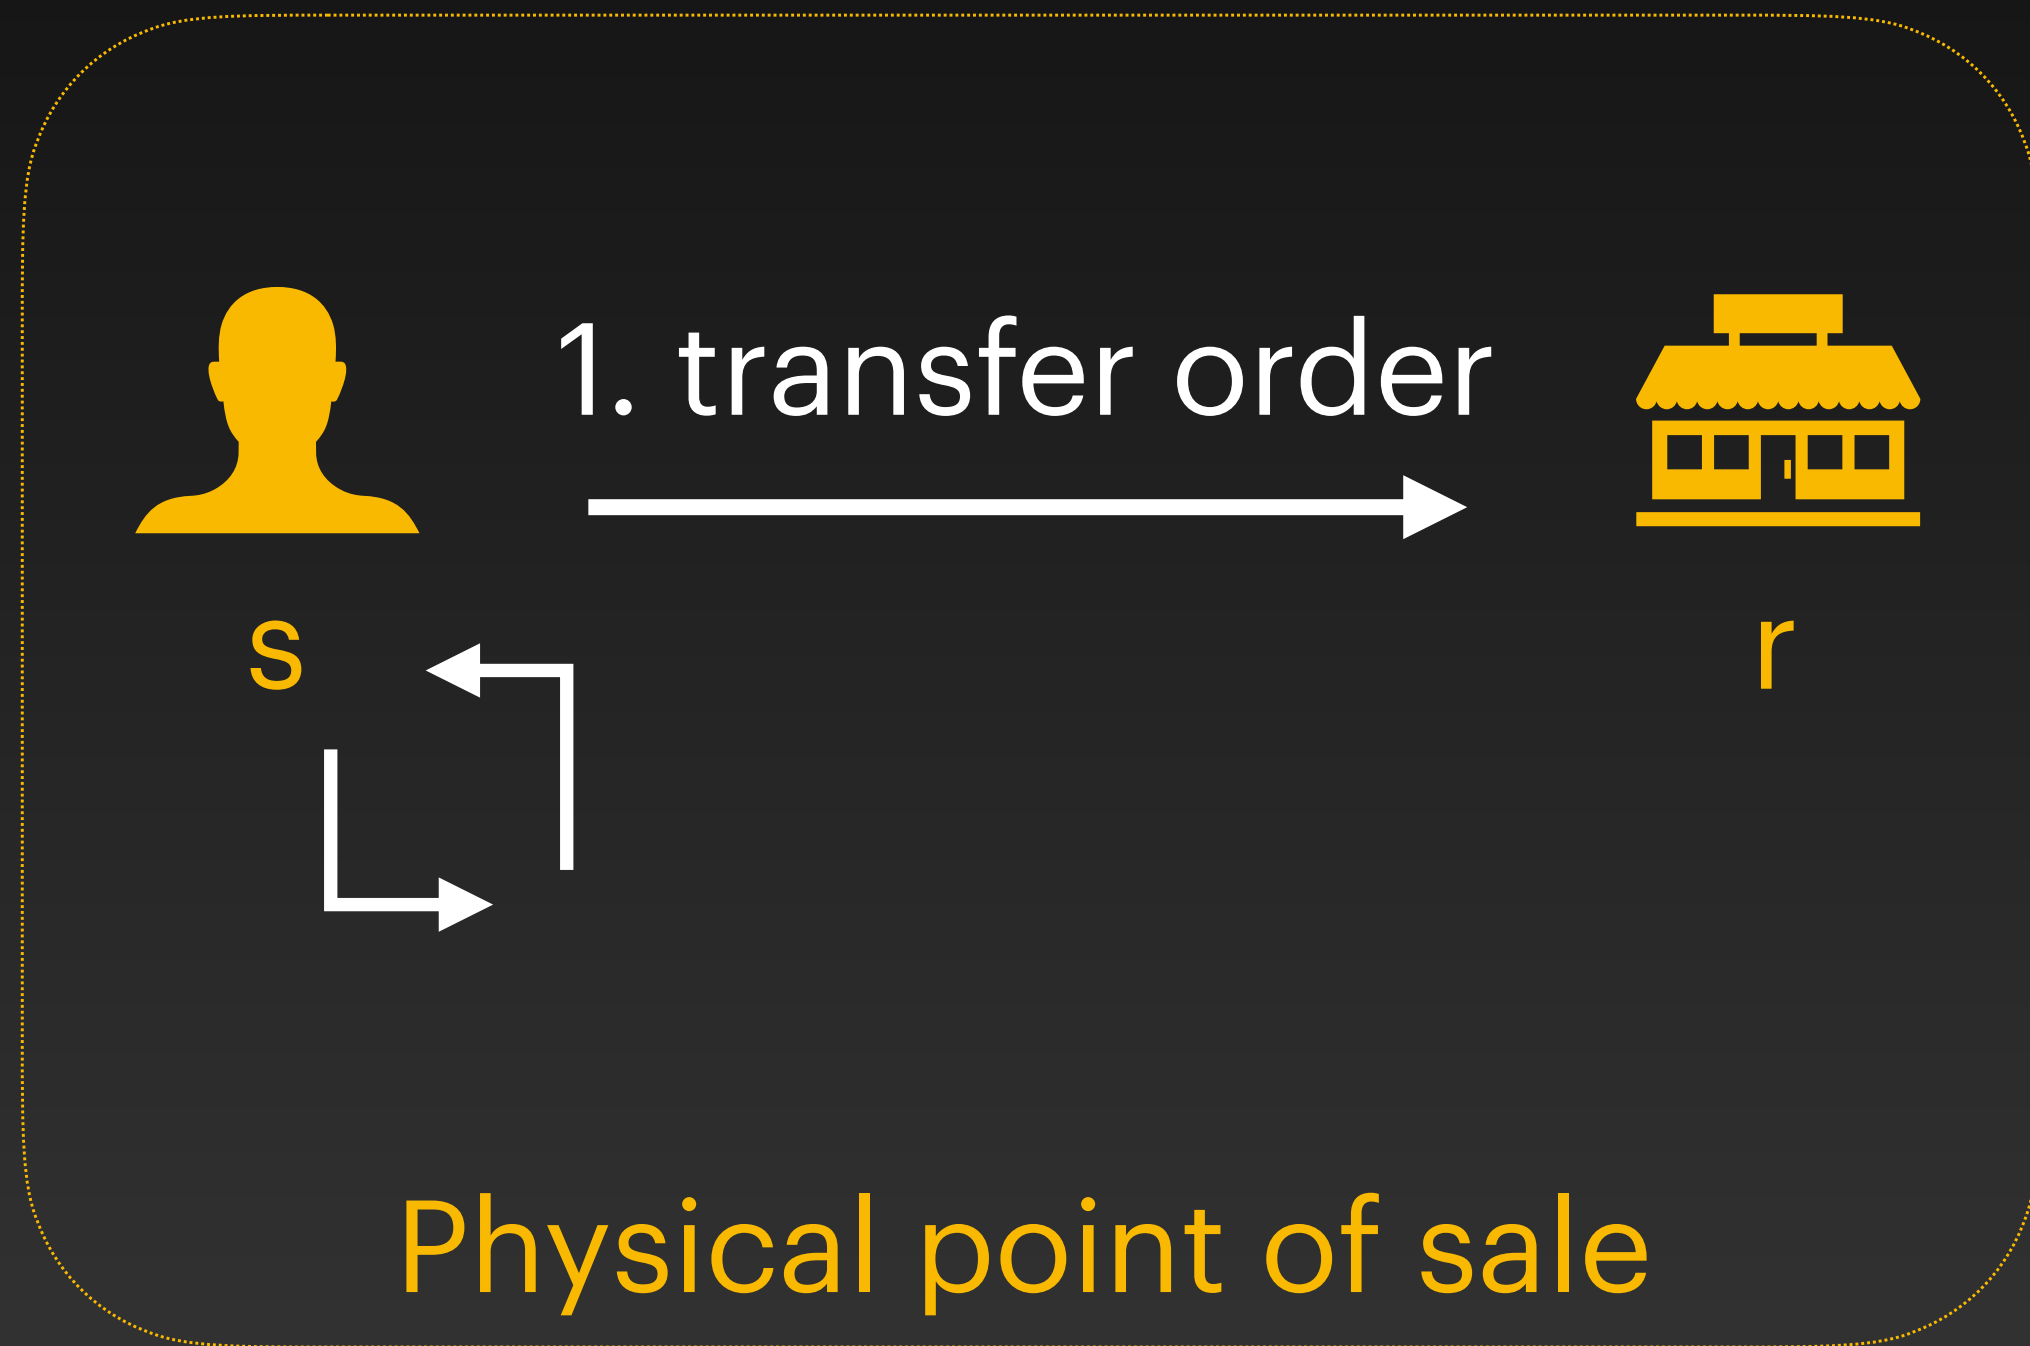 1. transfer order
s
r
Physical point of sale